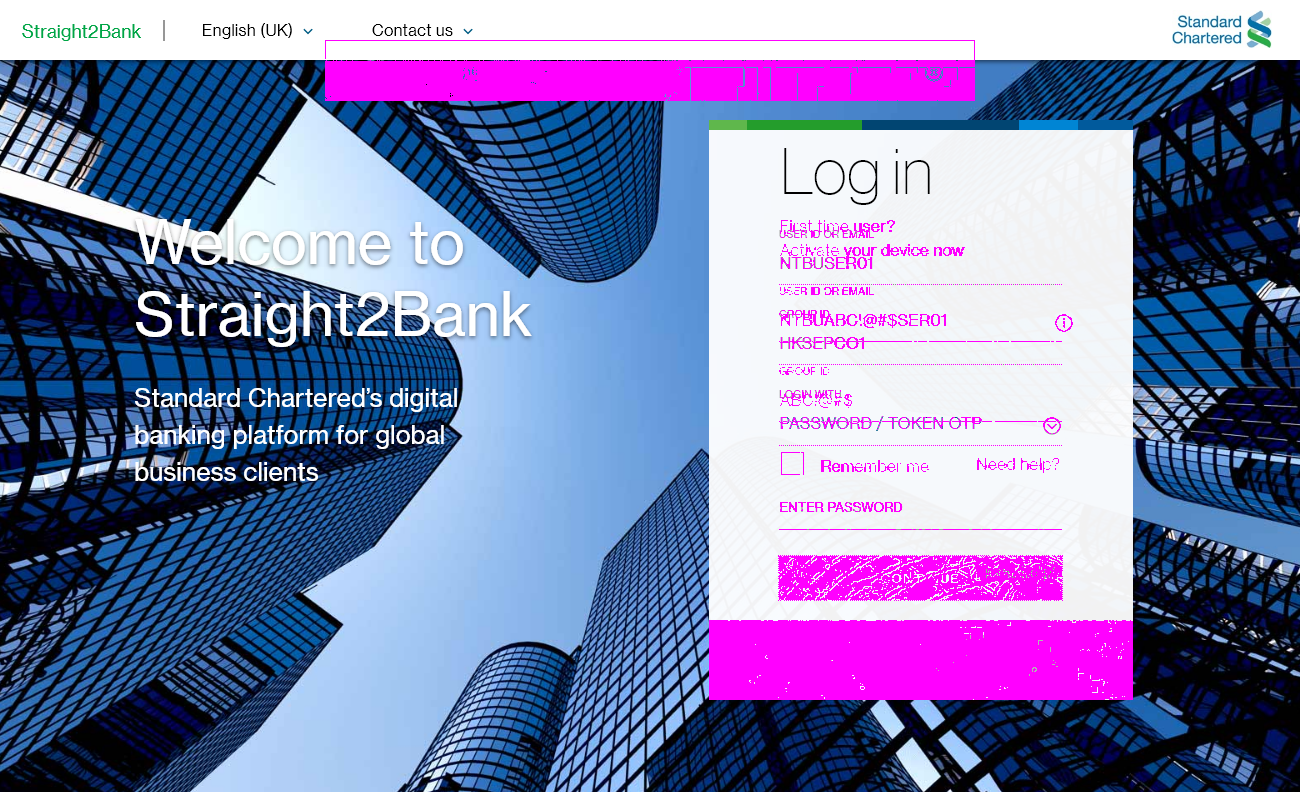 Straight2Bank
English (UK)
Contact us
Standard
Chartered
Welcome to
Straight2Bank
Standard Chartered's digital
banking platform for global
business clients
Log in
First time user?
USER ID OR EMAIL
Activate your device now
NTBUSER01
USER ID OR EMAIL
GROUP ID
NTBUABC!@#$SER01
HKSEPCO1
GROUP ID
LOGIN WITH
ABC!@#$
PASSWORD / TOKEN OTP
Remember me
Need help?
ENTER PASSWORD